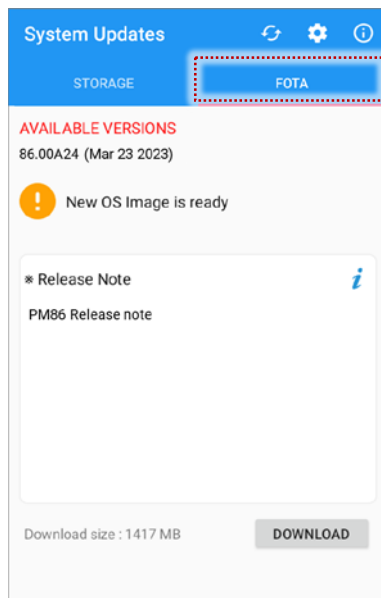 System Updates
STORAGE
FOTA
AVAILABLE VERSIONS
86.00A24 (Mar 23 2023)
New OS Image is ready
※ Release Note
PM86 Release note
Download size : 1417 MB
DOWNLOAD